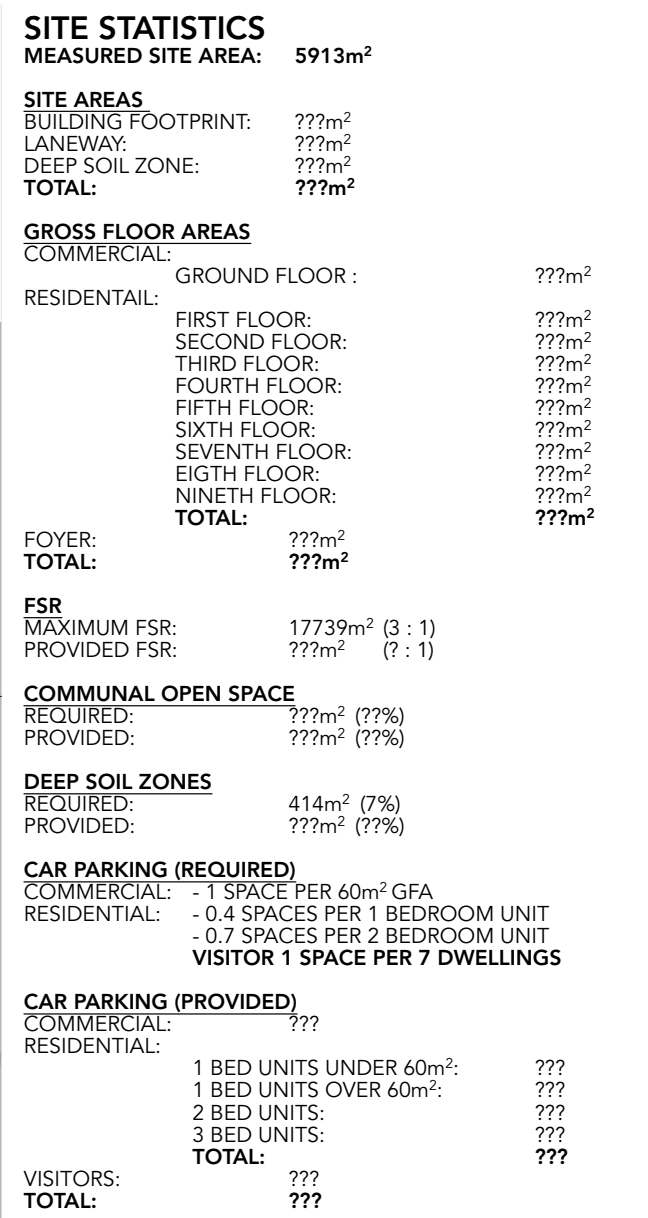 SITE STATISTICS
MEASURED SITE AREA: 5913m²
SITE AREAS
BUILDING FOOTPRINT: ???m²
LANEWAY: ???m²
DEEP SOIL ZONE: ???m²
TOTAL: ???m²
GROSS FLOOR AREAS
COMMERCIAL:
GROUND FLOOR : ???m²
RESIDENTAIL:
FIRST FLOOR: ???m²
SECOND FLOOR: ???m²
THIRD FLOOR: ???m²
FOURTH FLOOR: ???m²
FIFTH FLOOR: ???m²
SIXTH FLOOR: ???m²
SEVENTH FLOOR: ???m²
EIGTH FLOOR: ???m²
NINETH FLOOR: ???m²
TOTAL: ???m²
FOYER: ???m²
TOTAL: ???m²
FSR
MAXIMUM FSR: 17739m² (3 : 1)
PROVIDED FSR: ???m² (? : 1)
COMMUNAL OPEN SPACE
REQUIRED: ???m² (??%)
PROVIDED: ???m² (??%)
DEEP SOIL ZONES
REQUIRED: 414m² (7%)
PROVIDED: ???m² (??%)
CAR PARKING (REQUIRED)
COMMERCIAL: - 1 SPACE PER 60m² GFA
RESIDENTIAL: - 0.4 SPACES PER 1 BEDROOM UNIT
- 0.7 SPACES PER 2 BEDROOM UNIT
VISITOR 1 SPACE PER 7 DWELLINGS
CAR PARKING (PROVIDED)
COMMERCIAL: ???
RESIDENTIAL:
1 BED UNITS UNDER 60m²: ???
1 BED UNITS OVER 60m²: ???
2 BED UNITS: ???
3 BED UNITS: ???
TOTAL: ???
VISITORS: ???
TOTAL: ???